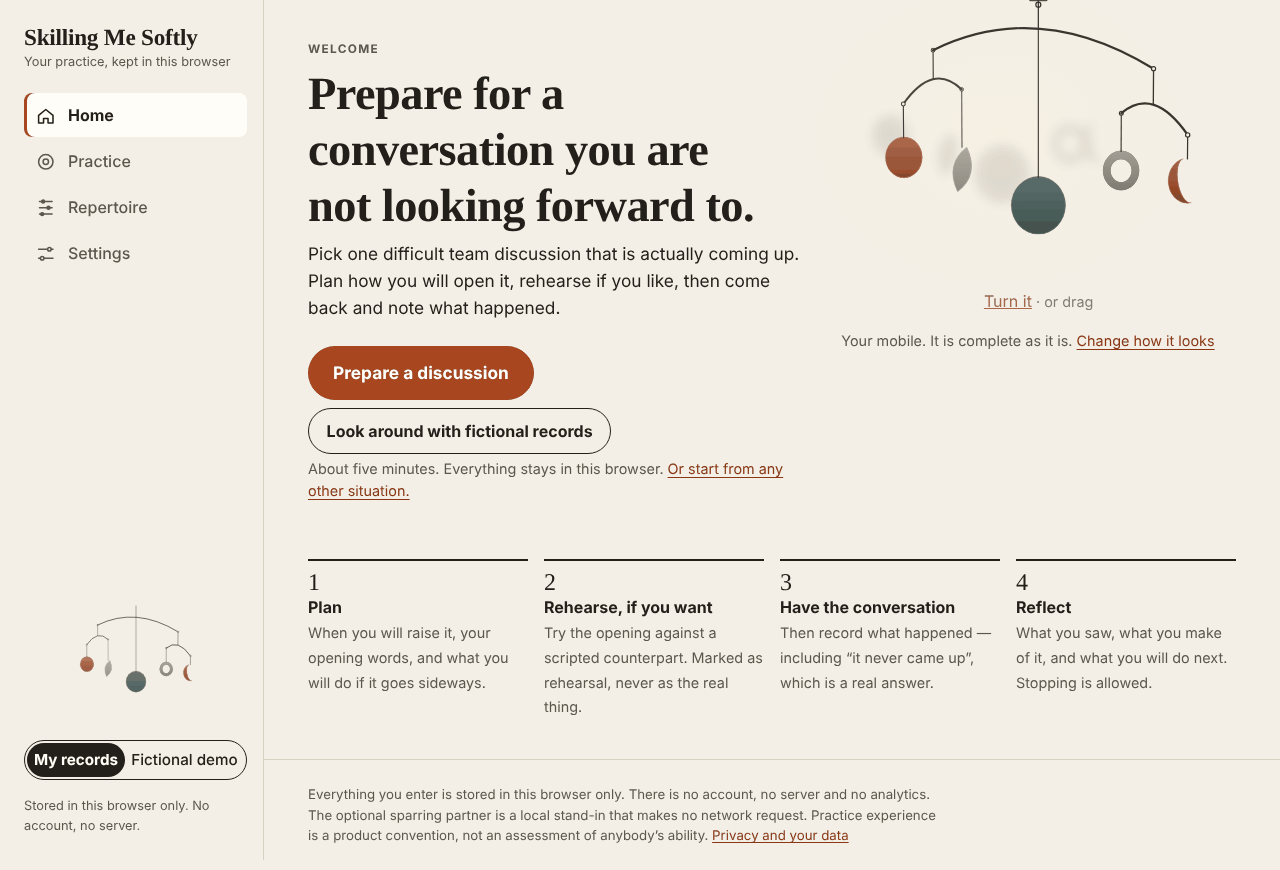 Skilling Me Softly
Your practice, kept in this browser
Home
Practice
Repertoire
Settings
My records
Fictional demo
Stored in this browser only. No
account, no server.
WELCOME
Prepare for a
conversation you are
not looking forward to.
Pick one difficult team discussion that is actually coming up.
Plan how you will open it, rehearse if you like, then come
back and note what happened.
Prepare a discussion
Look around with fictional records
About five minutes. Everything stays in this browser. Or start from any
other situation.
Turn it · or drag
Your mobile. It is complete as it is. Change how it looks
1
Plan
When you will raise it, your
opening words, and what you
will do if it goes sideways.
2
Rehearse, if you want
Try the opening against a
scripted counterpart. Marked as
rehearsal, never as the real
thing.
3
Have the conversation
Then record what happened —
including “it never came up”,
which is a real answer.
4
Reflect
What you saw, what you make
of it, and what you will do next.
Stopping is allowed.
Everything you enter is stored in this browser only. There is no account, no server and no analytics.
The optional sparring partner is a local stand-in that makes no network request. Practice experience
is a product convention, not an assessment of anybody’s ability. Privacy and your data